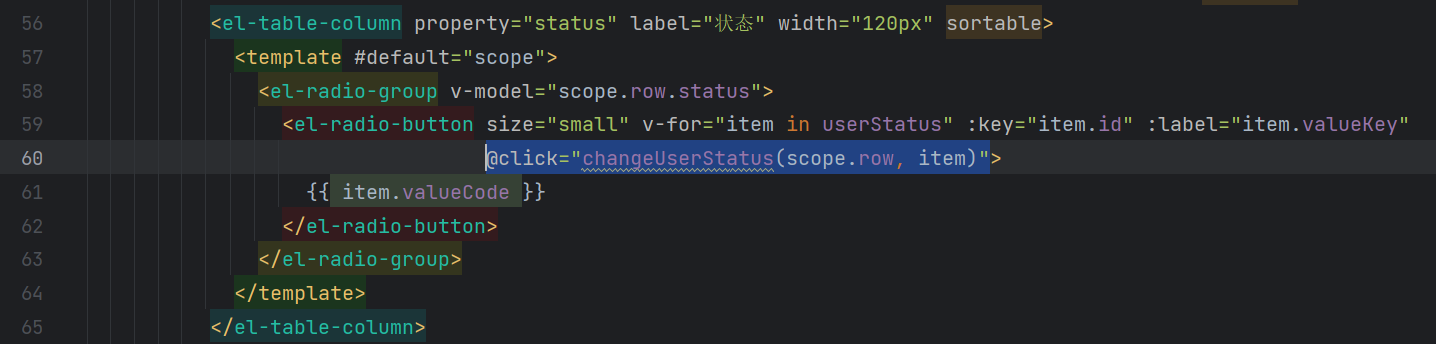 56 <el-table-column property="status" label="状态" width="120px" sortable>
57 <template #default="scope">
58 <el-radio-group v-model="scope.row.status">
59 <el-radio-button size="small" v-for="item in userStatus" :key="item.id" :label="item.valueKey"
60 @click="changeUserStatus(scope.row, item)">
61 {{ item.valueCode }}
62 </el-radio-button>
63 </el-radio-group>
64 </template>
65 </el-table-column>